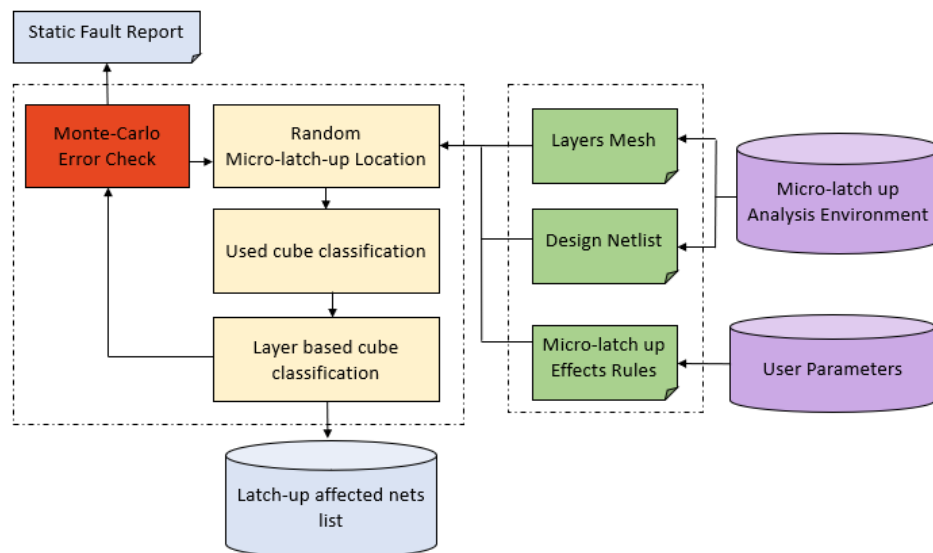 Static Fault Report
Monte-Carlo
Error Check
Random
Micro-latch-up Location
Used cube classification
Layer based cube
classification
Latch-up affected nets
list
Layers Mesh
Design Netlist
Micro-latch up
Effects Rules
Micro-latch up
Analysis Environment
User Parameters